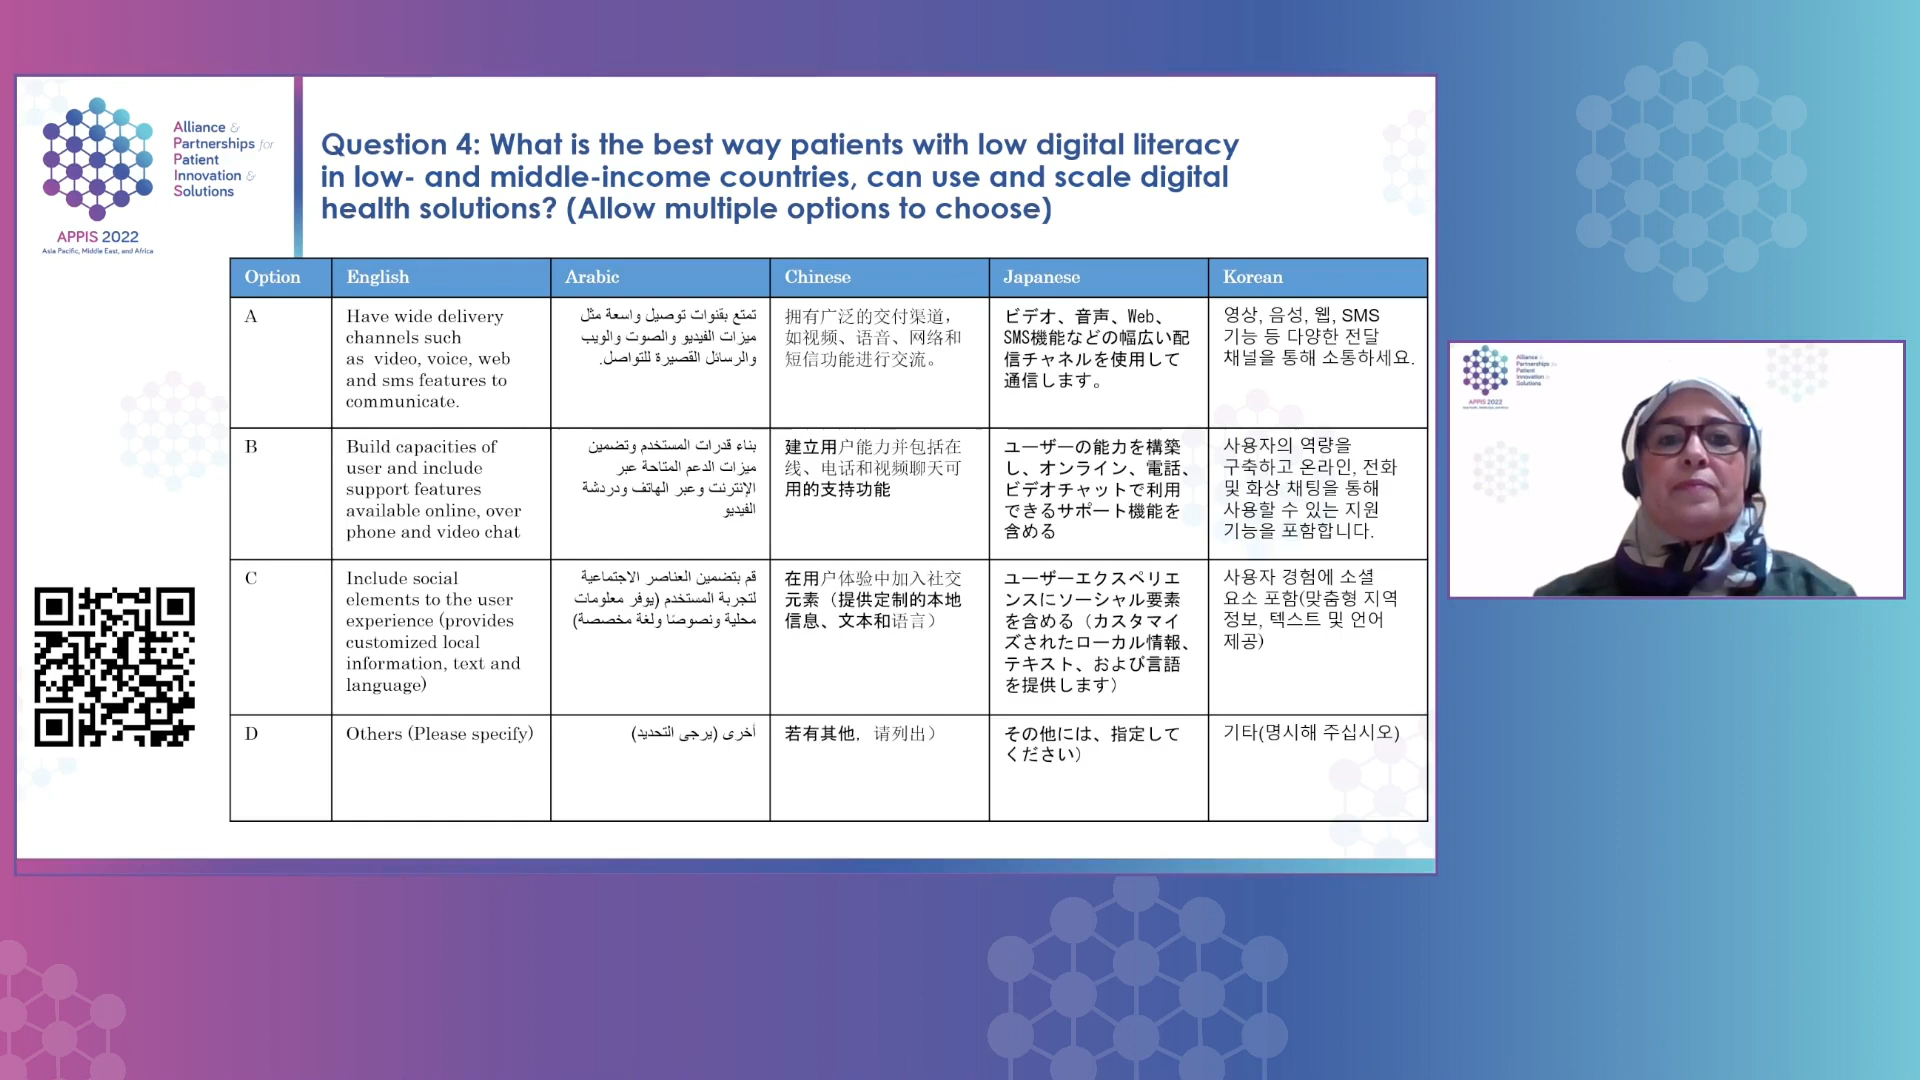 Alliance &
Partnerships for
Patient
Innovation &
Solutions
APPIS 2022
Asia Pacific, Middle East, and Africa
Question 4: What is the best way patients with low digital literacy
in low- and middle-income countries, can use and scale digital
health solutions? (Allow multiple options to choose)
Option
English
Arabic
Chinese
Japanese
Korean
A
Have wide delivery
channels such
as video, voice, web
and sms features to
communicate.
تمتع بقنوات توصيل واسعة مثل
ميزات الفيديو والصوت والويب
والرسائل القصيرة للتواصل.
拥有广泛的交付渠道，
如视频、语音、网络和
短信功能进行交流。
ビデオ、音声、Web、
SMS機能などの幅広い配
信チャネルを使用して
通信します。
영상, 음성, 웹, SMS
기능 등 다양한 전달
채널을 통해 소통하세요.
B
Build capacities of
user and include
support features
available online, over
phone and video chat
بناء قدرات المستخدم وتضمين
ميزات الدعم المتاحة عبر
الإنترنت وعبر الهاتف ودردشة
الفيديو
建立用户能力并包括在
线、电话和视频聊天可
用的支持功能
ユーザーの能力を構築
し、オンライン、電話、
ビデオチャットで利用
できるサポート機能を
含める
사용자의 역량을
구축하고 온라인, 전화
및 화상 채팅을 통해
사용할 수 있는 지원
기능을 포함합니다.
C
Include social
elements to the user
experience (provides
customized local
information, text and
language)
قم بتضمين العناصر الاجتماعية
لتجربة المستخدم (يوفر معلومات
محلية ونصوصًا ولغة مخصصة)
在用户体验中加入社交
元素（提供定制的本地
信息、文本和语言）
ユーザーエクスペリエ
ンスにソーシャル要素
を含める（カスタマイ
ズされたローカル情報、
テキスト、および言語
を提供します）
사용자 경험에 소셜
요소 포함(맞춤형 지역
정보, 텍스트 및 언어
제공)
D
Others (Please specify)
أخرى (يرجى التحديد)
若有其他，请列出）
その他には、指定して
ください）
기타(명시해 주십시오)
Alliance &
Partnerships for
Patient
Innovation &
Solutions
APPIS 2022